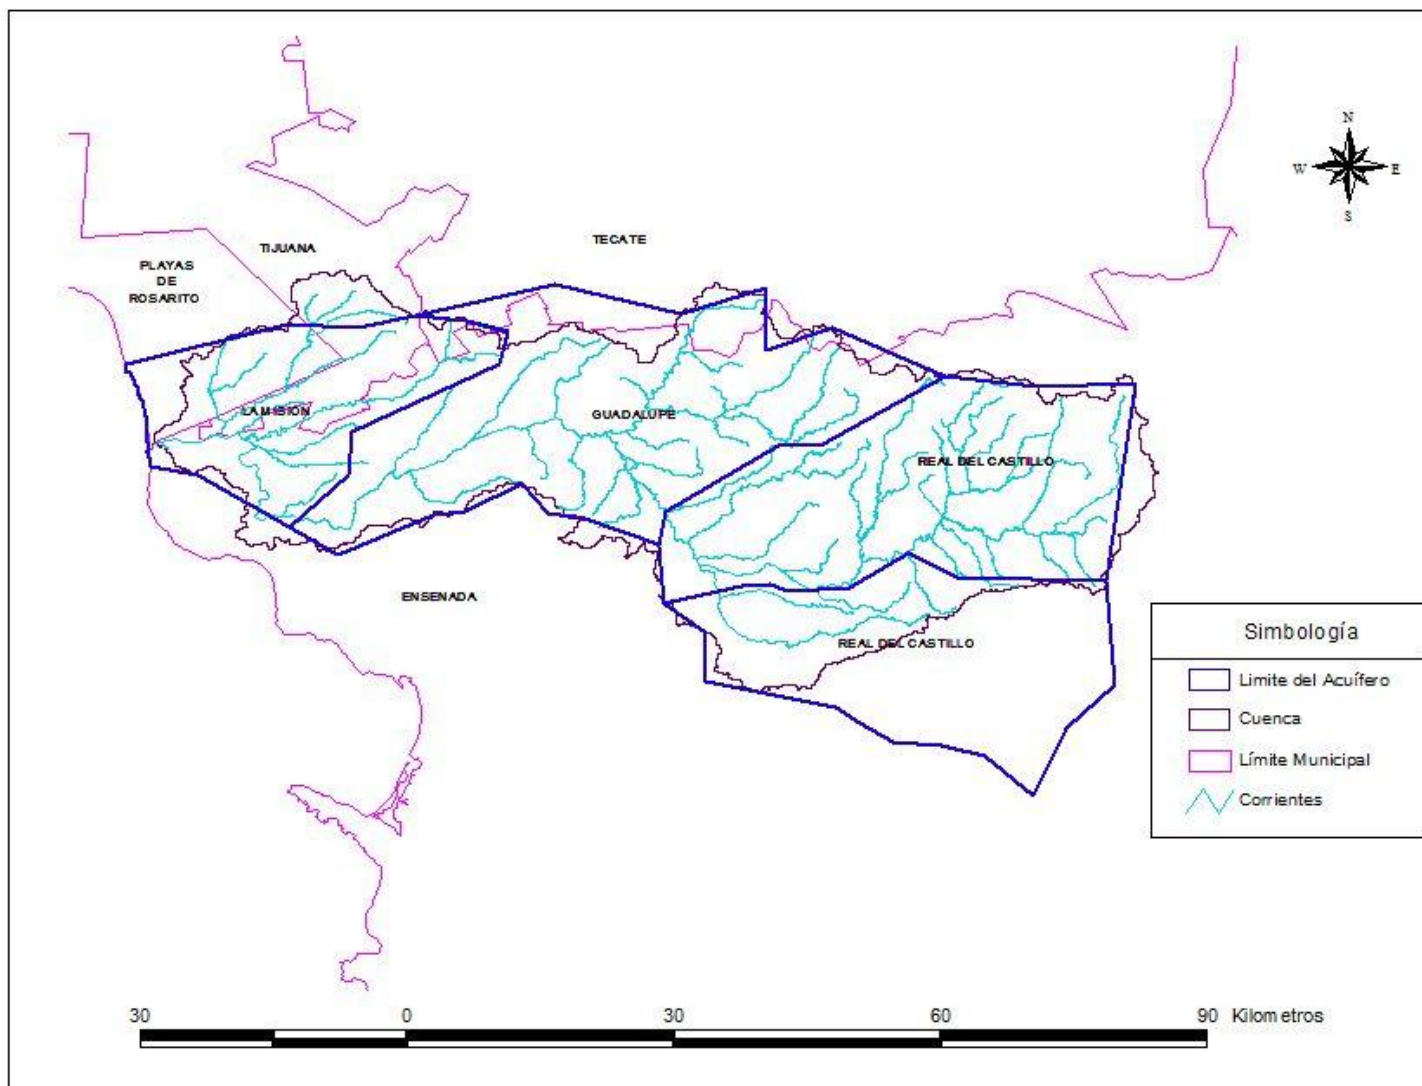 N
W E
S
TIJUANA
TECATE
PLAYAS
DE
ROSARITO
LA MISION
GUADALUPE
REAL DEL CASTILLO
ENSENADA
REAL DEL CASTILLO
Simbología
Limite del Acuífero
Cuenca
Límite Municipal
Corrientes
30 0 30 60 90 Kilometros